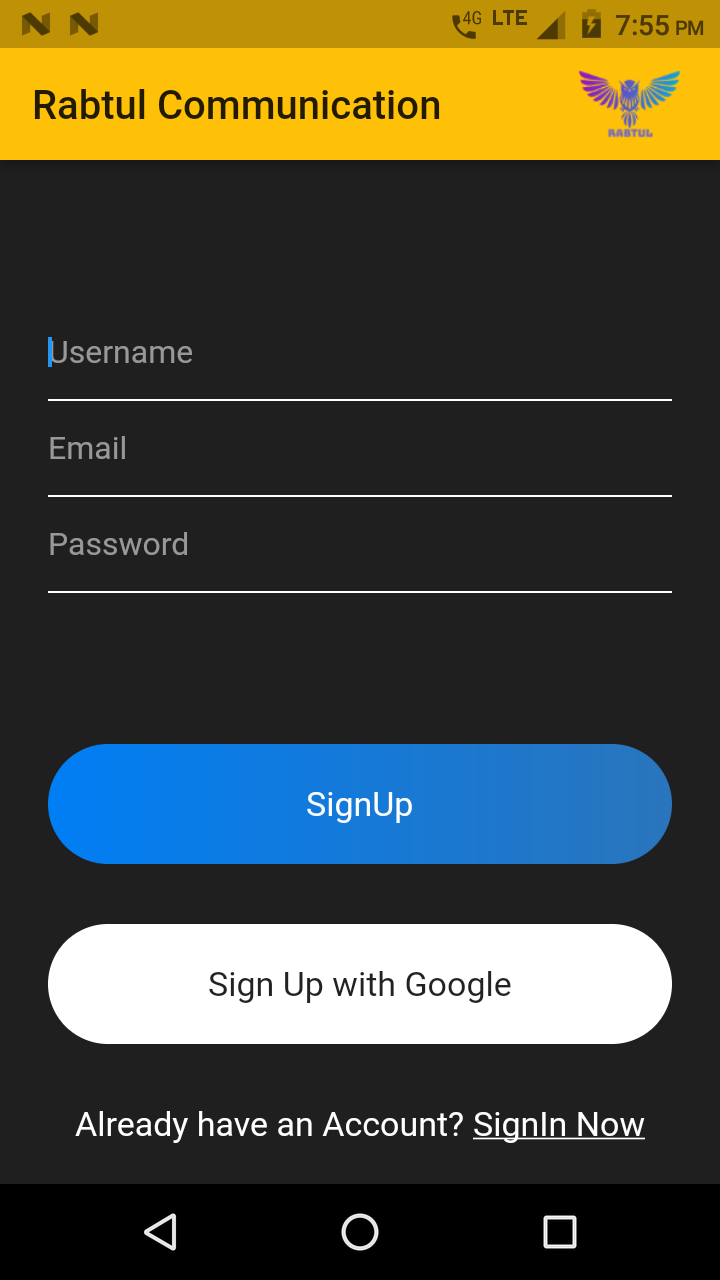 4G LTE 7:55 PM
Rabtul Communication
RABTUL
Username
Email
Password
SignUp
Sign Up with Google
Already have an Account? SignIn Now